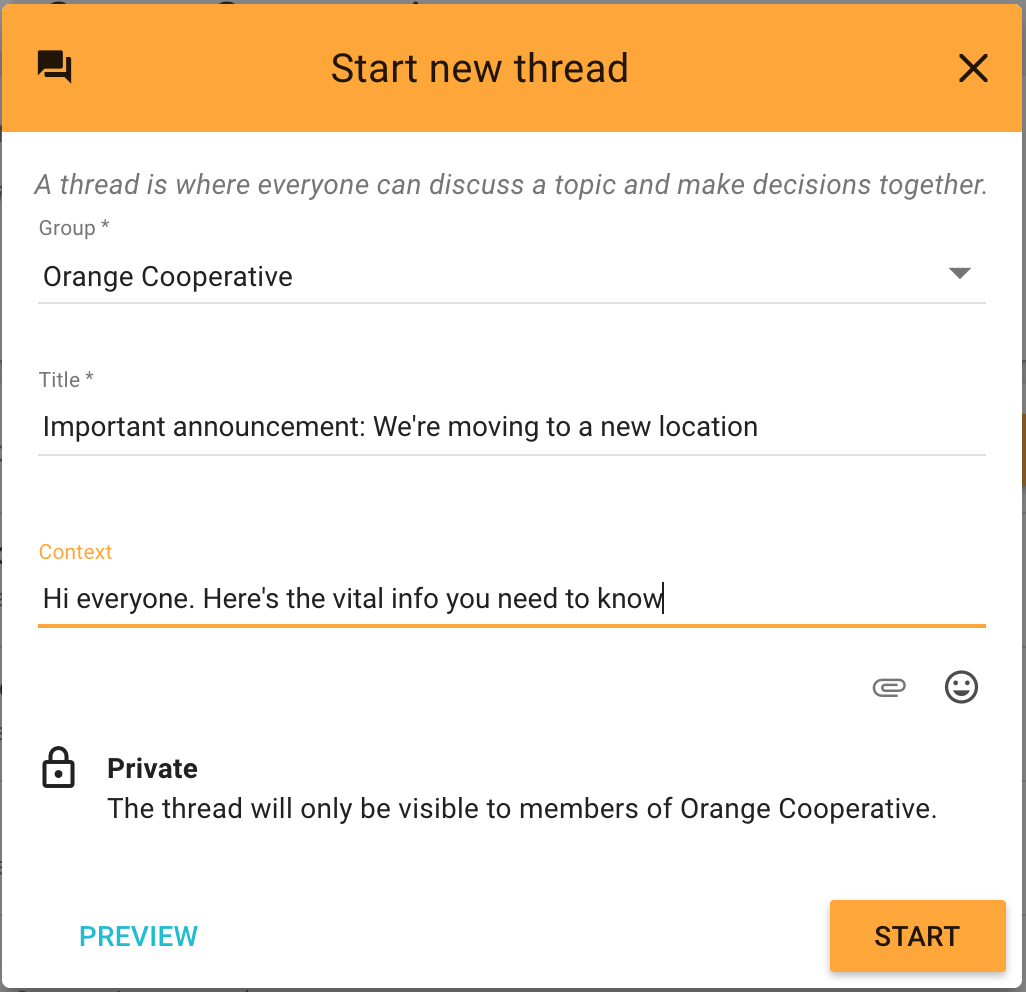 Start new thread
A thread is where everyone can discuss a topic and make decisions together.
Group *
Orange Cooperative
Title *
Important announcement: We're moving to a new location
Context
Hi everyone. Here's the vital info you need to know
Private
The thread will only be visible to members of Orange Cooperative.
PREVIEW
START